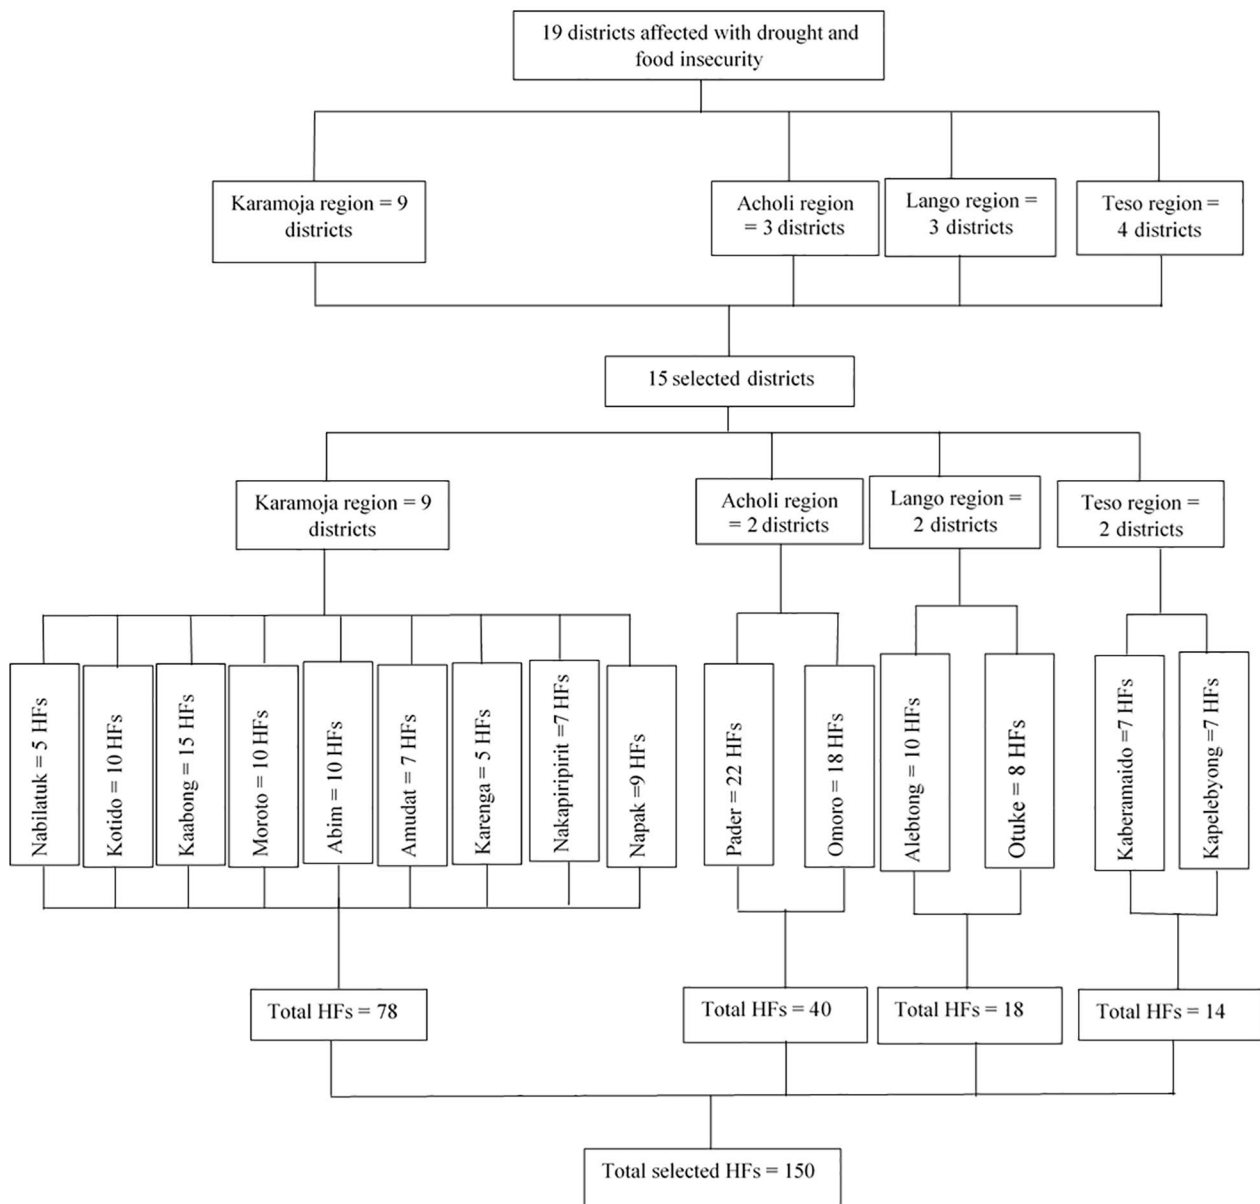 19 districts affected with drought and
food insecurity
Karamoja region = 9
districts
Acholi region
= 3 districts
Lango region =
3 districts
Teso region =
4 districts
15 selected districts
Karamoja region = 9
districts
Acholi region
= 2 districts
Lango region =
2 districts
Teso region =
2 districts
Nabilatuk = 5 HFs
Kotido = 10 HFs
Kaabong = 15 HFs
Moroto = 10 HFs
Abim = 10 HFs
Amudat = 7 HFs
Karenga = 5 HFs
Nakapiripirit =7 HFs
Napak =9 HFs
Pader = 22 HFs
Omoro = 18 HFs
Alebtong = 10 HFs
Otuke = 8 HFs
Kaberamaido =7 HFs
Kapelebyong =7 HFs
Total HFs = 78
Total HFs = 40
Total HFs = 18
Total HFs = 14
Total selected HFs = 150